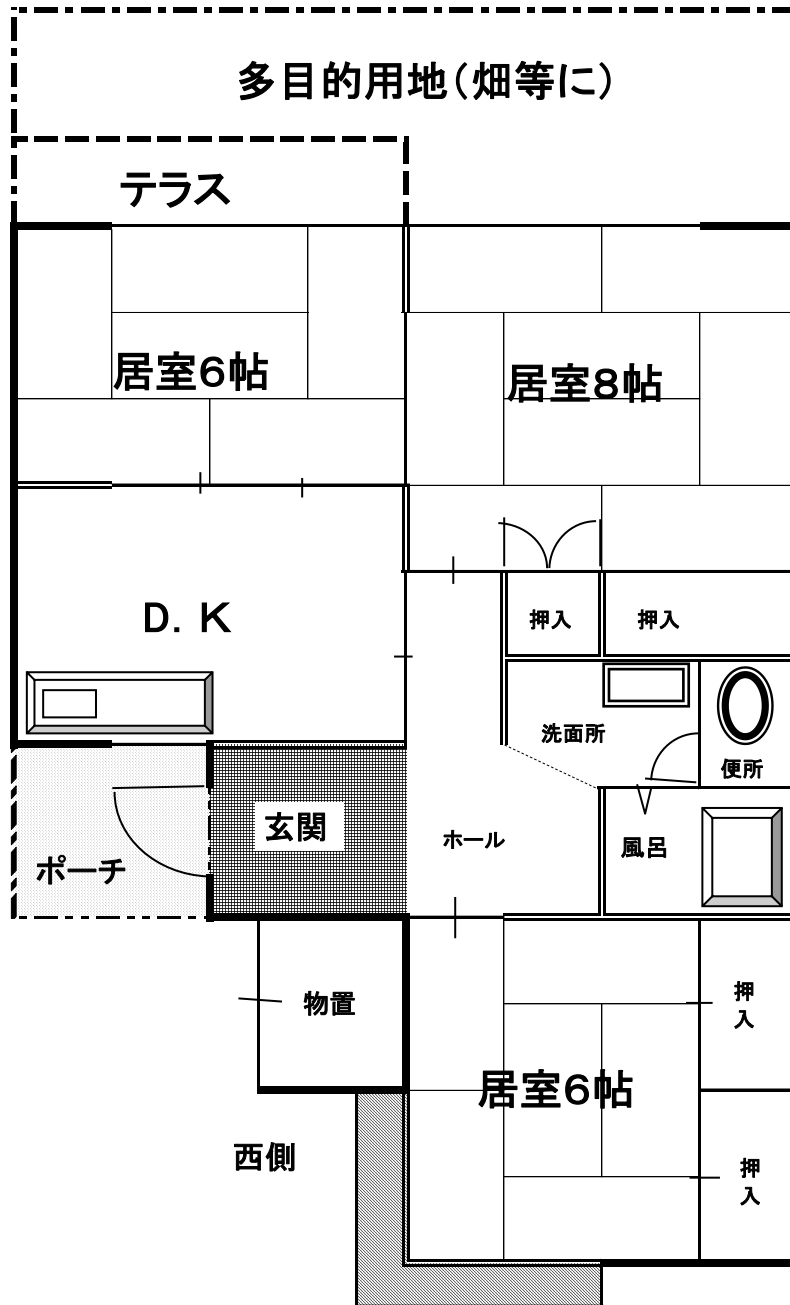 多目的用地(畑等に)
テラス
居室6帖
居室8帖
D. K
押入
押入
洗面所
便所
玄関
ホール
風呂
ポーチ
物置
押
入
居室6帖
西側
押
入